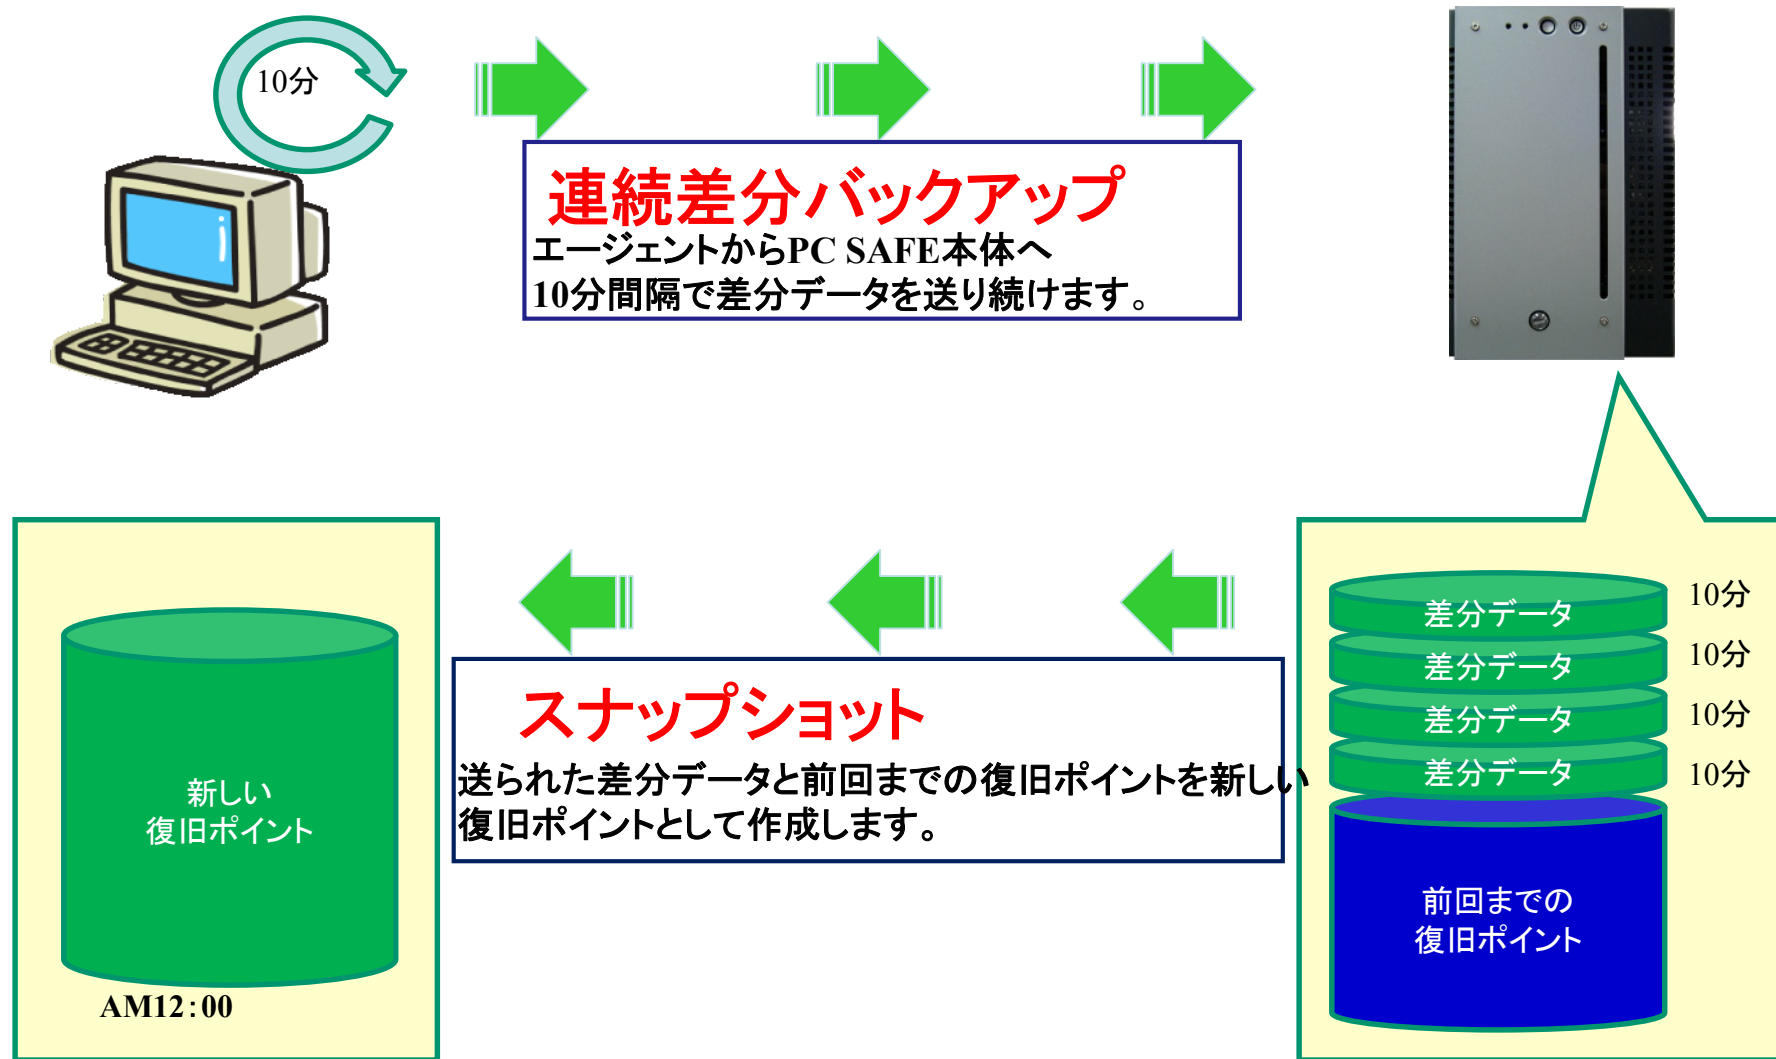 10分
連続差分バックアップ
エージェントからPC SAFE本体へ
10分間隔で差分データを送り続けます。
差分データ
10分
差分データ
10分
差分データ
10分
差分データ
10分
前回までの
復旧ポイント
スナップショット
送られた差分データと前回までの復旧ポイントを新しい
復旧ポイントとして作成します。
新しい
復旧ポイント
AM12：00